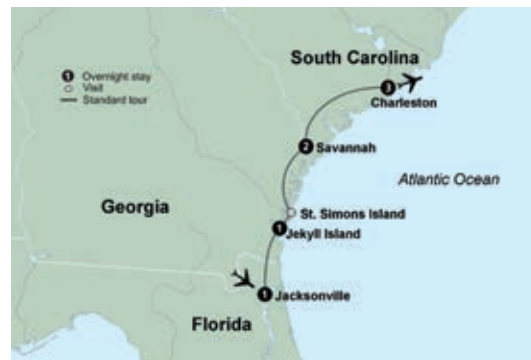 South Carolina
1 Overnight stay
Visit
Standard tour
3
Charleston
2 Savannah
Atlantic Ocean
Georgia
St. Simons Island
1 Jekyll Island
1 Jacksonville
Florida